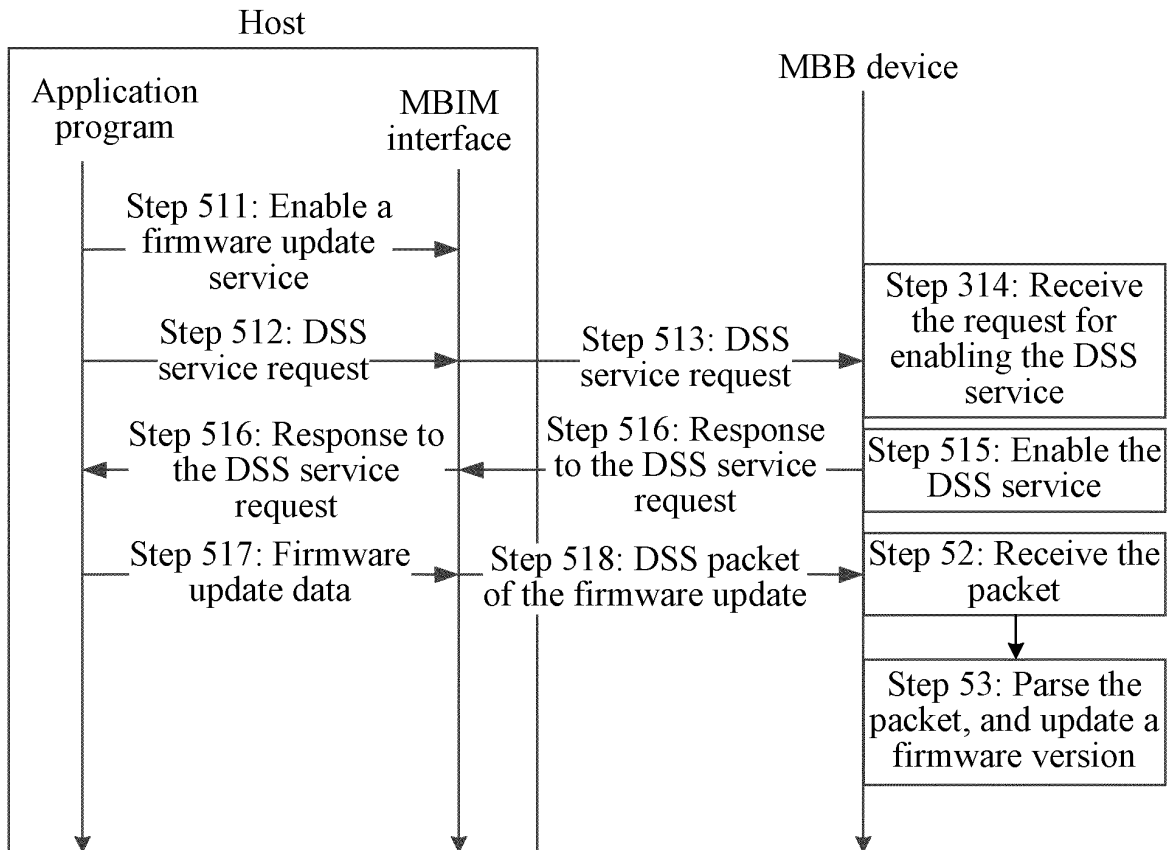 Host
MBB device
Application
program
MBIM
interface
Step 511: Enable a
firmware update
service
Step 314: Receive
the request for
enabling the DSS
service
Step 512: DSS
service request
Step 513: DSS
service request
Step 516: Response to
the DSS service
request
Step 516: Response
to the DSS service
request
Step 515: Enable the
DSS service
Step 517: Firmware
update data
Step 518: DSS packet
of the firmware update
Step 52: Receive the
packet
Step 53: Parse the
packet, and update a
firmware version